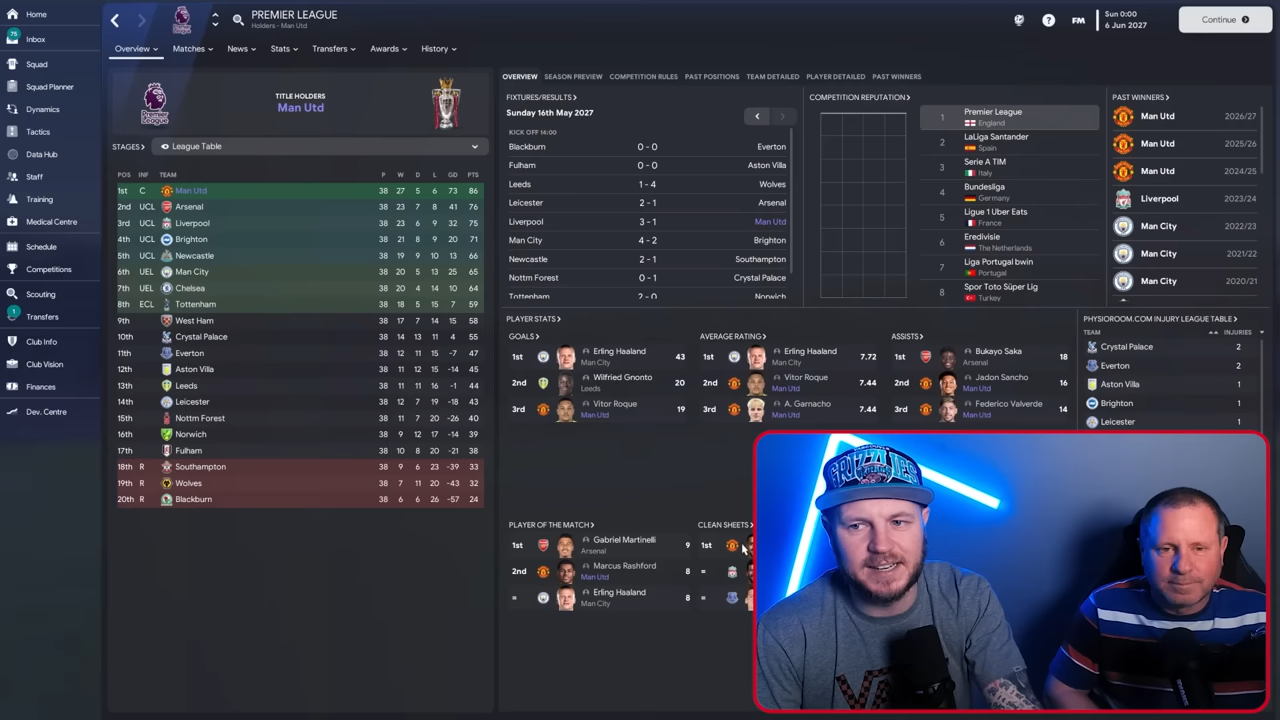 Home
75
Inbox
Squad
Squad Planner
Dynamics
Tactics
Data Hub
Staff
Training
Medical Centre
Schedule
Competitions
Scouting
1
Transfers
Club Info
Club Vision
Finances
Dev. Centre
PREMIER LEAGUE
Holders - Man Utd
FM
Sun 0:00
6 Jun 2027
Continue
Overview
Matches
News
Stats
Transfers
Awards
History
TITLE HOLDERS
Man Utd
STAGES
League Table
POS INF TEAM P W D L GD PTS
1st C Man Utd 38 27 5 6 73 86
2nd UCL Arsenal 38 23 7 8 41 76
3rd UCL Liverpool 38 23 6 9 32 75
4th UCL Brighton 38 21 8 9 20 71
5th UCL Newcastle 38 19 9 10 13 66
6th UEL Man City 38 20 5 13 25 65
7th UEL Chelsea 38 20 4 14 10 64
8th ECL Tottenham 38 18 5 15 7 59
9th West Ham 38 17 7 14 15 58
10th Crystal Palace 38 14 13 11 4 55
11th Everton 38 12 11 15 -7 47
12th Aston Villa 38 12 9 17 -14 45
13th Leeds 38 11 11 16 -1 44
14th Leicester 38 12 7 19 -18 43
15th Nottm Forest 38 11 7 20 -26 40
16th Norwich 38 9 12 17 -14 39
17th Fulham 38 10 8 20 -21 38
18th R Southampton 38 9 6 23 -39 33
19th R Wolves 38 7 11 20 -43 32
20th R Blackburn 38 6 6 26 -57 24
OVERVIEW
SEASON PREVIEW
COMPETITION RULES
PAST POSITIONS
TEAM DETAILED
PLAYER DETAILED
PAST WINNERS
FIXTURES/RESULTS
Sunday 16th May 2027
KICK OFF 14:00
Blackburn 0 - 0 Everton
Fulham 0 - 0 Aston Villa
Leeds 1 - 4 Wolves
Leicester 2 - 1 Arsenal
Liverpool 3 - 1 Man Utd
Man City 4 - 2 Brighton
Newcastle 2 - 1 Southampton
Nottm Forest 0 - 1 Crystal Palace
Tottenham 2 - 0 Norwich
COMPETITION REPUTATION
1 Premier League
England
2 LaLiga Santander
Spain
3 Serie A TIM
Italy
4 Bundesliga
Germany
5 Ligue 1 Uber Eats
France
6 Eredivisie
The Netherlands
7 Liga Portugal bwin
Portugal
8 Spor Toto Süper Lig
Turkey
PAST WINNERS
Man Utd 2026/27
Man Utd 2025/26
Man Utd 2024/25
Liverpool 2023/24
Man City 2022/23
Man City 2021/22
Man City 2020/21
PLAYER STATS
GOALS
1st Erling Haaland 43
Man City
2nd Wilfried Gnonto 20
Leeds
3rd Vitor Roque 19
Man Utd
AVERAGE RATING
1st Erling Haaland 7.72
Man City
2nd Vitor Roque 7.44
Man Utd
3rd A. Garnacho 7.44
Man Utd
ASSISTS
1st Bukayo Saka 18
Arsenal
2nd Jadon Sancho 16
Man Utd
3rd Federico Valverde 14
Man Utd
PHYSIOROOM.COM INJURY LEAGUE TABLE
TEAM INJURIES
Crystal Palace 2
Everton 2
Aston Villa 1
Brighton 1
Leicester 1
PLAYER OF THE MATCH
1st Gabriel Martinelli 9
Arsenal
2nd Marcus Rashford 8
Man Utd
= Erling Haaland 8
Man City
CLEAN SHEETS
1st
=
=
GRIZZLIES